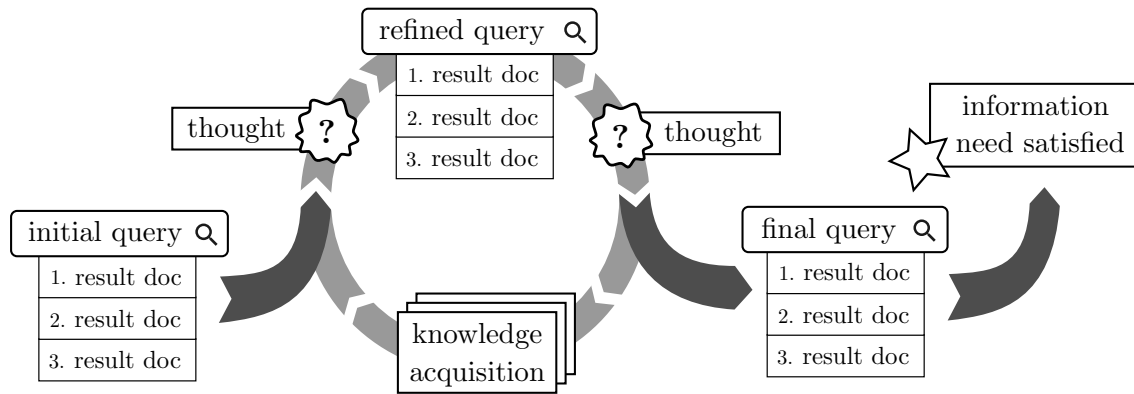 refined query
1. result doc
2. result doc
3. result doc
thought
?
?
thought
information
need satisfied
initial query
1. result doc
2. result doc
3. result doc
final query
1. result doc
2. result doc
3. result doc
knowledge
acquisition